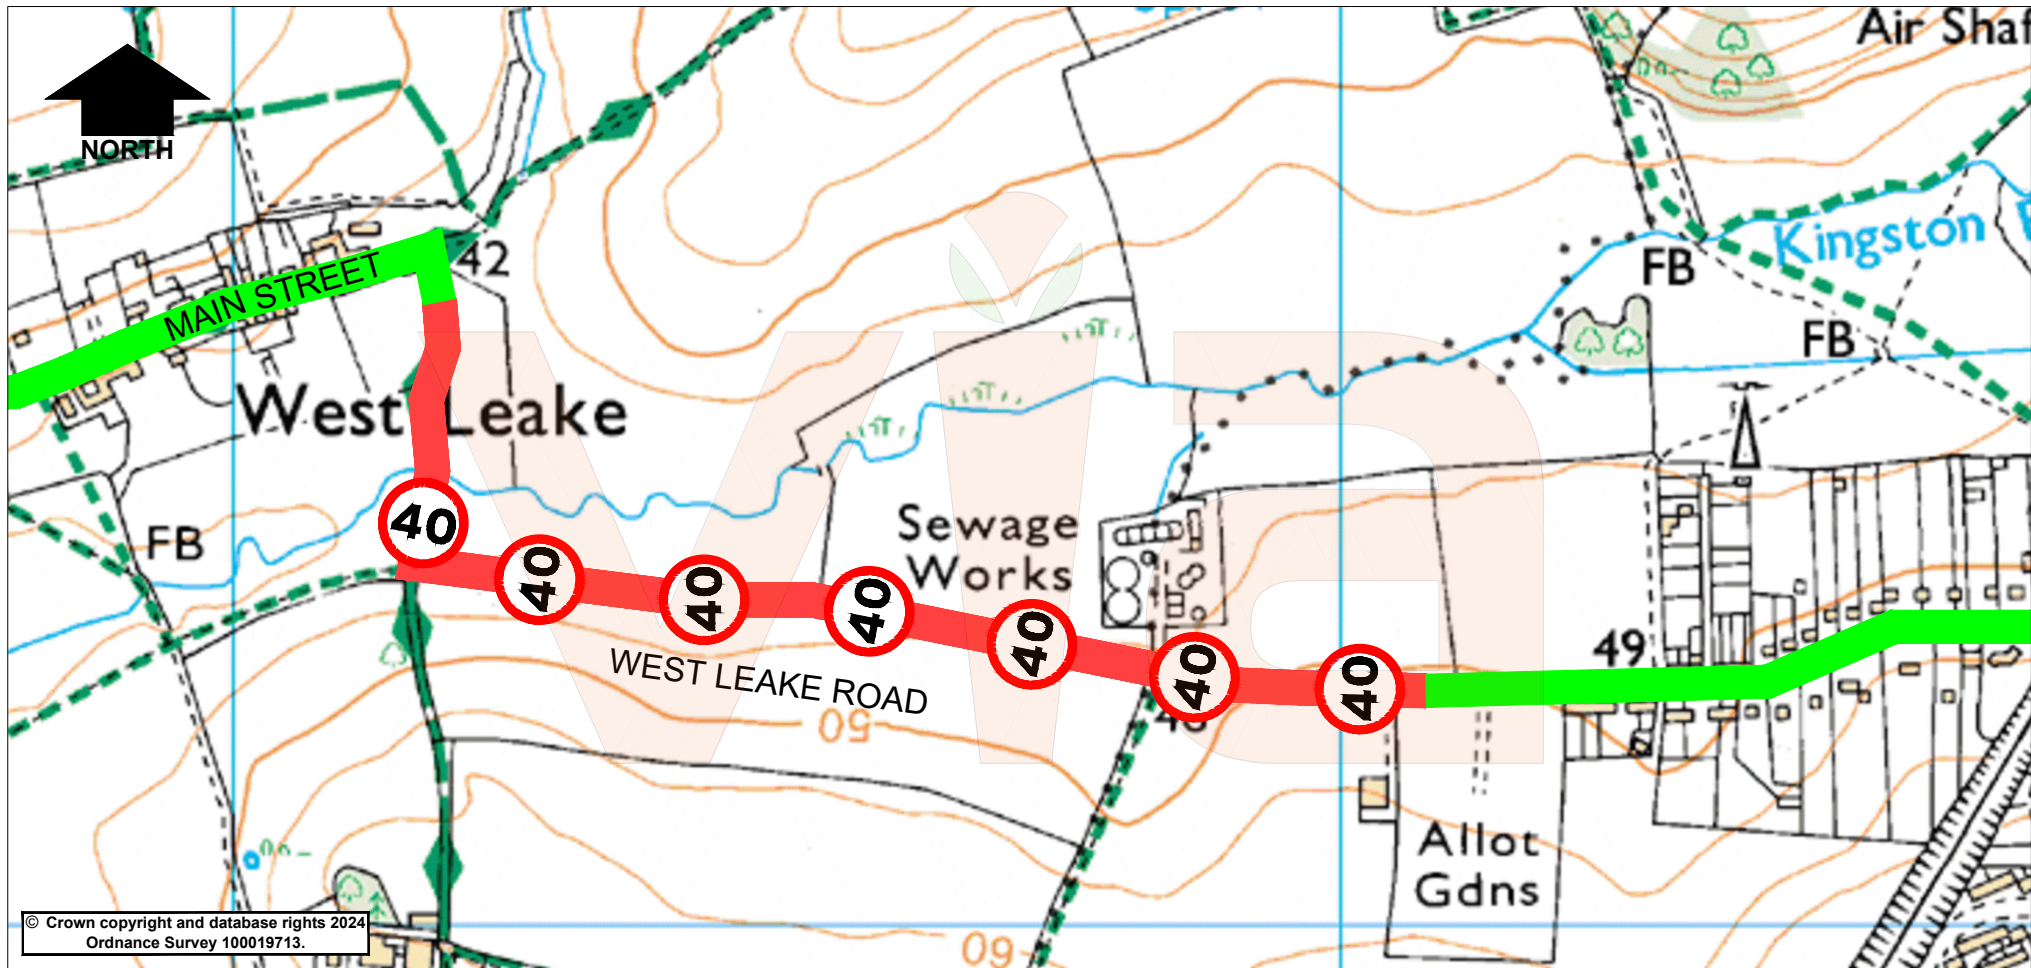 Air Shaf
NORTH
Kingston
42
MAIN STREET
FB
FB
West Leake
40
FB
Sewage
Works
40
40
40
40
40
40
49
WEST LEAKE ROAD
50
Allot
Gdns
60
via
© Crown copyright and database rights 2024
Ordnance Survey 100019713.